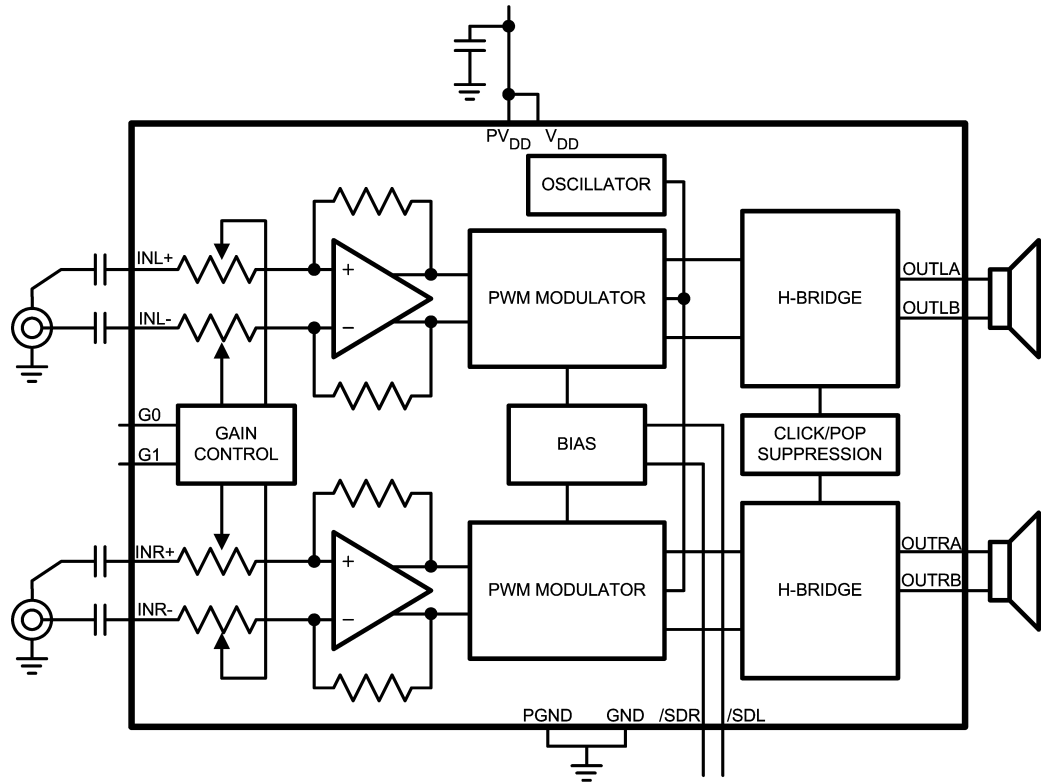 PVDD VDD
OSCILLATOR
INL+
+
PWM MODULATOR
H-BRIDGE
OUTLA
OUTLB
INL-
−
G0
G1
GAIN
CONTROL
BIAS
CLICK/POP
SUPPRESSION
INR+
+
PWM MODULATOR
H-BRIDGE
OUTRA
OUTRB
INR-
−
PGND GND /SDR /SDL